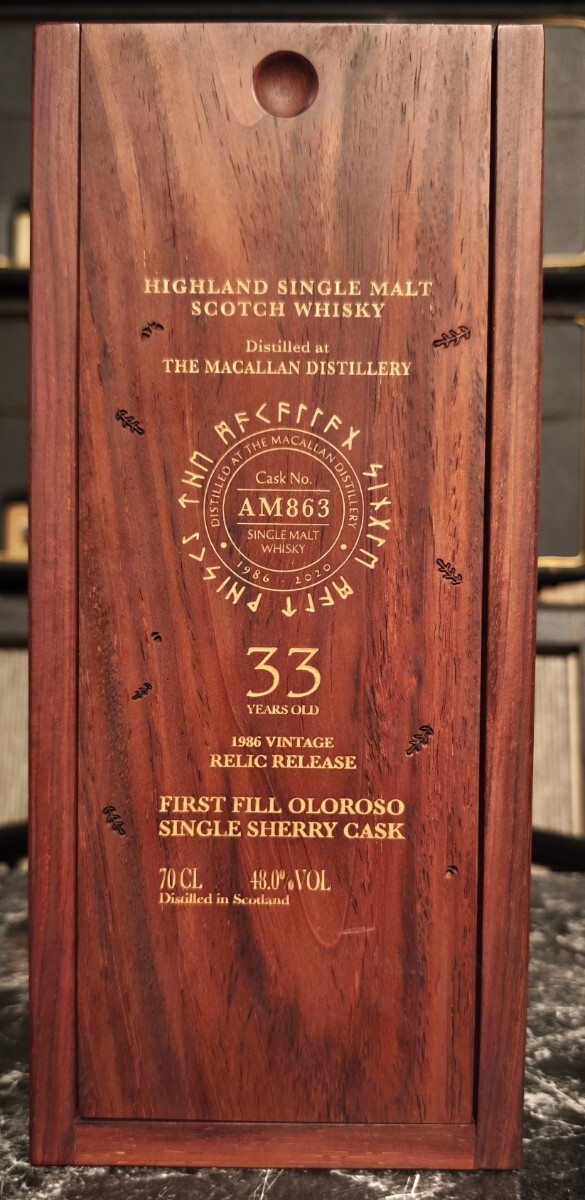 HIGHLAND SINGLE MALT
SCOTCH WHISKY
Distilled at
THE MACALLAN DISTILLERY
DISTILLED AT THE MACALLAN DISTILLERY
Cask No.
AM863
SINGLE MALT
WHISKY
1986 - 2020
33
YEARS OLD
1986 VINTAGE
RELIC RELEASE
FIRST FILL OLOROSO
SINGLE SHERRY CASK
70 CL 48.0%VOL
Distilled in Scotland